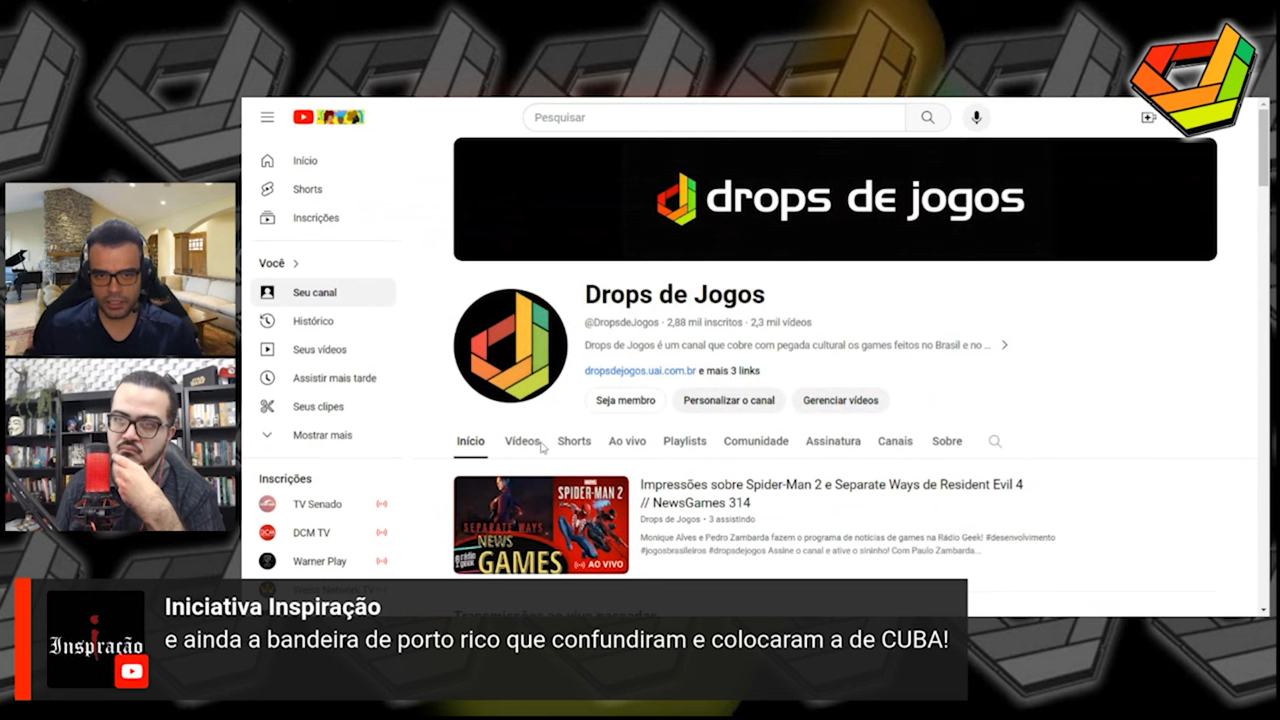 Pesquisar
Início
Shorts
Inscrições
Você
Seu canal
Histórico
Seus vídeos
Assistir mais tarde
Seus clipes
Mostrar mais
Inscrições
TV Senado
DCM TV
Warner Play
drops de jogos
Drops de Jogos
@DropsdeJogos · 2,88 mil inscritos · 2,3 mil vídeos
Drops de Jogos é um canal que cobre com pegada cultural os games feitos no Brasil e no ...
dropsdejogos.uai.com.br e mais 3 links
Seja membro Personalizar o canal Gerenciar vídeos
Início Vídeos Shorts Ao vivo Playlists Comunidade Assinatura Canais Sobre
SEPARATE WAYS
SPIDER-MAN 2
NEWS
GAMES
AO VIVO
Impressões sobre Spider-Man 2 e Separate Ways de Resident Evil 4
// NewsGames 314
Drops de Jogos · 3 assistindo
Monique Alves e Pedro Zambarda fazem o programa de notícias de games na Rádio Geek! #desenvolvimento
#jogosbrasileiros #dropsdejogos Assine o canal e ative o sininho! Com Paulo Zambarda...
Inspiração
Iniciativa Inspiração
e ainda a bandeira de porto rico que confundiram e colocaram a de CUBA!